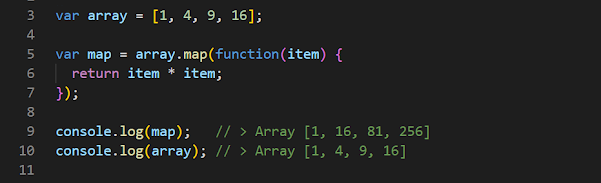 3 var array = [1, 4, 9, 16];
4
5 var map = array.map(function(item) {
6   return item * item;
7 });
8
9 console.log(map);   // > Array [1, 16, 81, 256]
10 console.log(array); // > Array [1, 4, 9, 16]
11